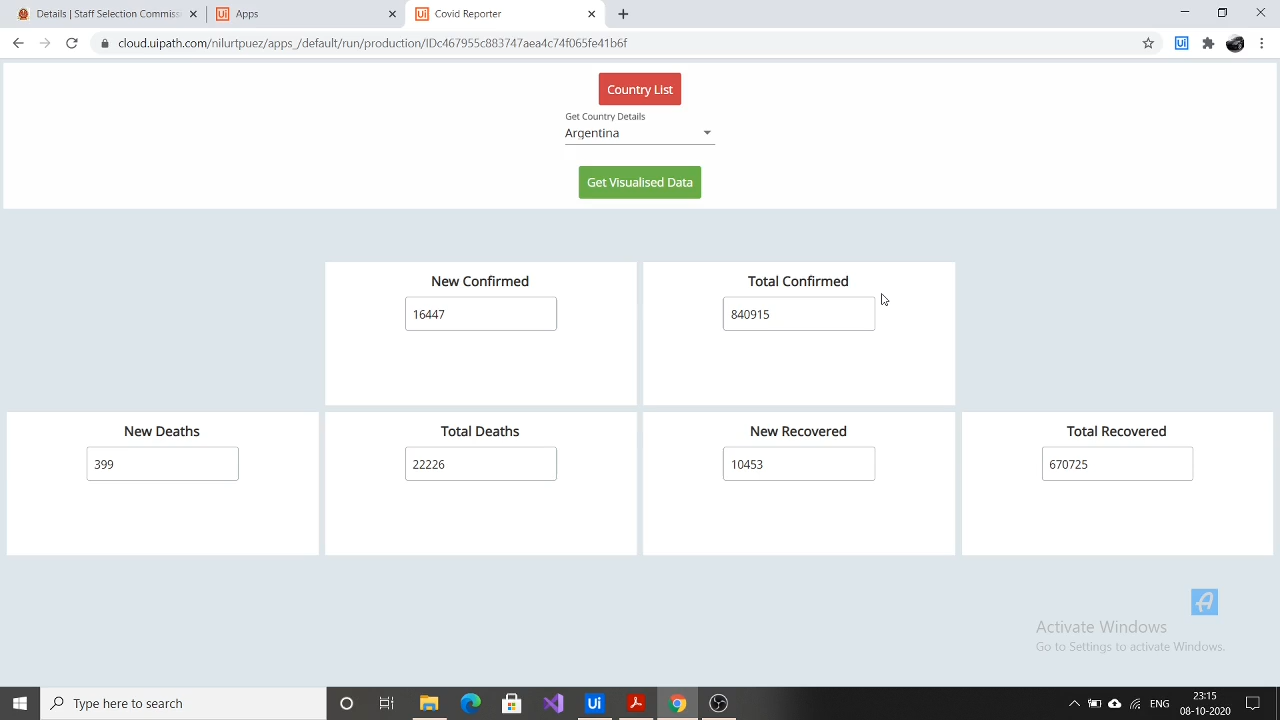 Details | Staff Selection Commiss
Apps
Covid Reporter
cloud.uipath.com/nilurtpuez/apps_/default/run/production/IDc467955c883747aea4c74f065fe41b6f
Ui
Country List
Get Country Details
Argentina
Get Visualised Data
New Confirmed
Total Confirmed
16447
840915
New Deaths
Total Deaths
New Recovered
Total Recovered
399
22226
10453
670725
Activate Windows
Go to Settings to activate Windows.
Type here to search
Ui
ENG
23:15
08-10-2020